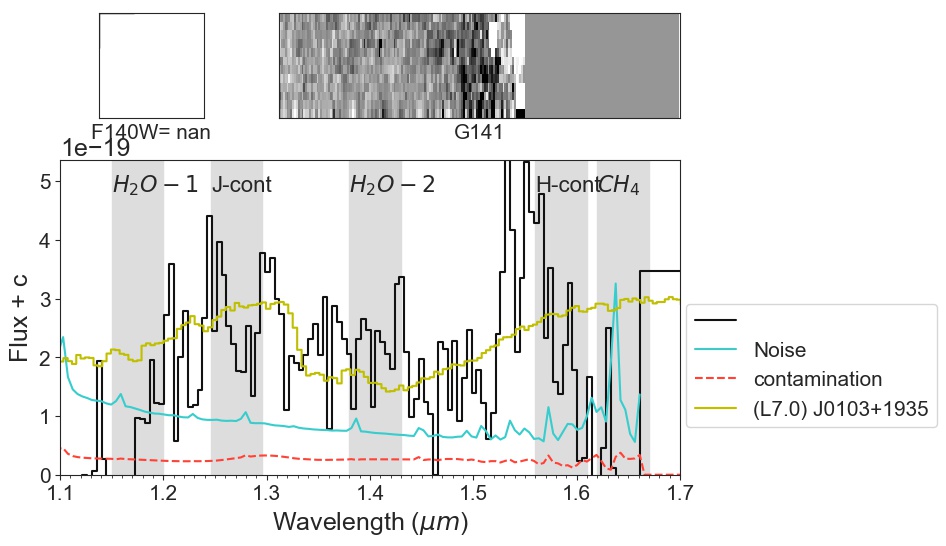 F140W= nan
G141
1e−19
H₂O − 1
J-cont
H₂O − 2
H-cont
CH₄
5
4
3
2
1
0
Flux + c
1.1
1.2
1.3
1.4
1.5
1.6
1.7
Wavelength (μm)
Noise
contamination
(L7.0) J0103+1935